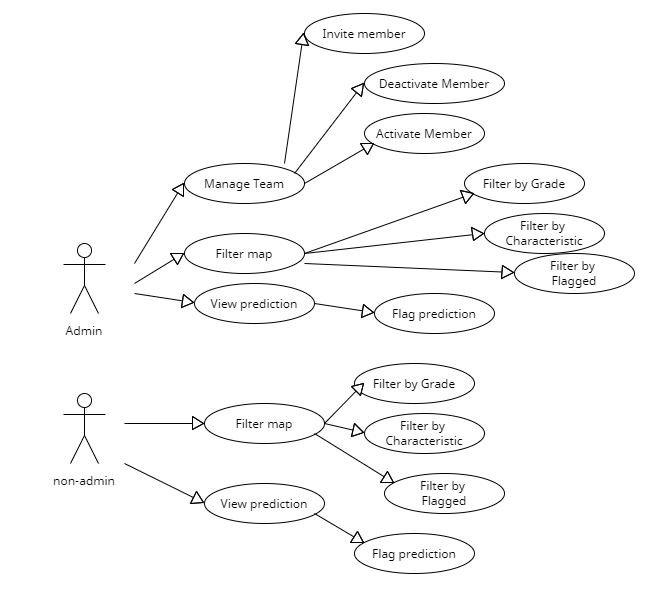 Invite member
Deactivate Member
Activate Member
Manage Team
Filter by Grade
Filter by
Characteristic
Filter map
Filter by
Flagged
View prediction
Flag prediction
Admin
Filter by Grade
Filter map
Filter by
Characteristic
non-admin
Filter by
Flagged
View prediction
Flag prediction